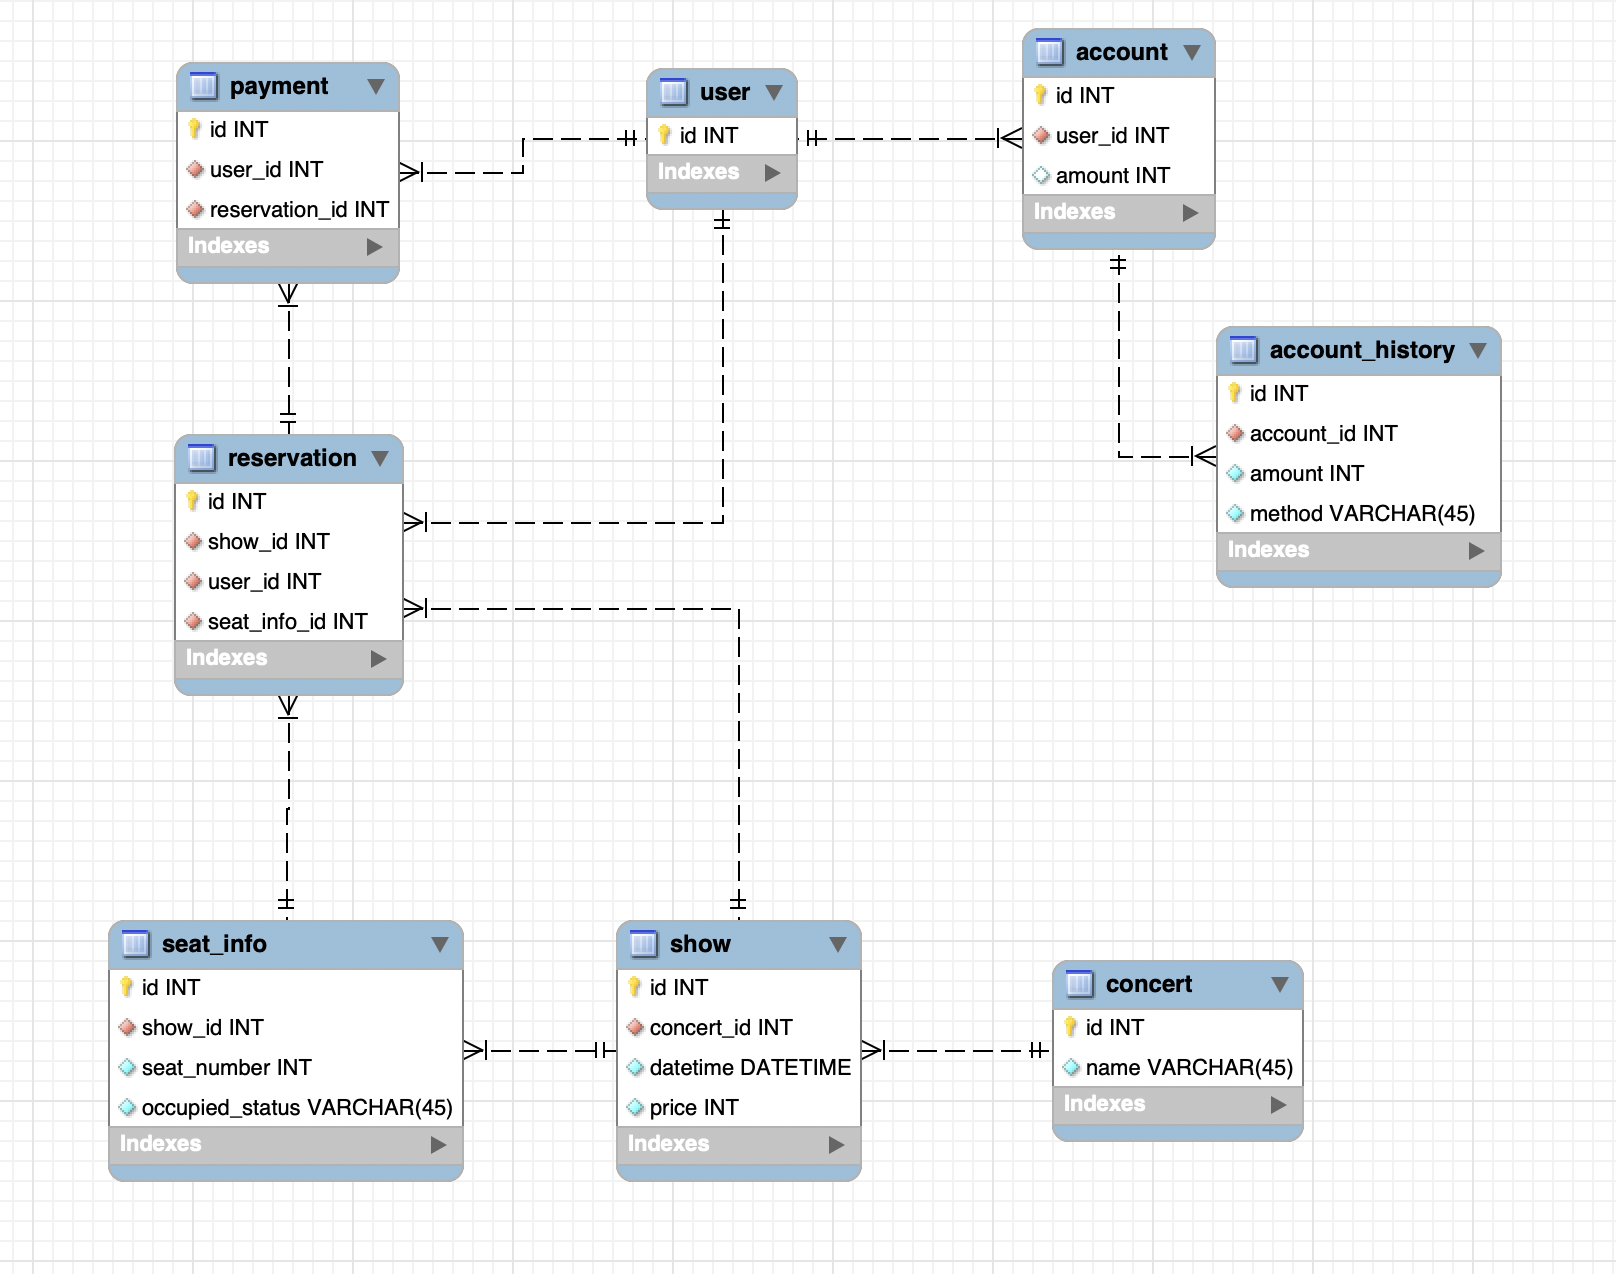 payment
id INT
user_id INT
reservation_id INT
Indexes
user
id INT
Indexes
account
id INT
user_id INT
amount INT
Indexes
account_history
id INT
account_id INT
amount INT
method VARCHAR(45)
Indexes
reservation
id INT
show_id INT
user_id INT
seat_info_id INT
Indexes
seat_info
id INT
show_id INT
seat_number INT
occupied_status VARCHAR(45)
Indexes
show
id INT
concert_id INT
datetime DATETIME
price INT
Indexes
concert
id INT
name VARCHAR(45)
Indexes